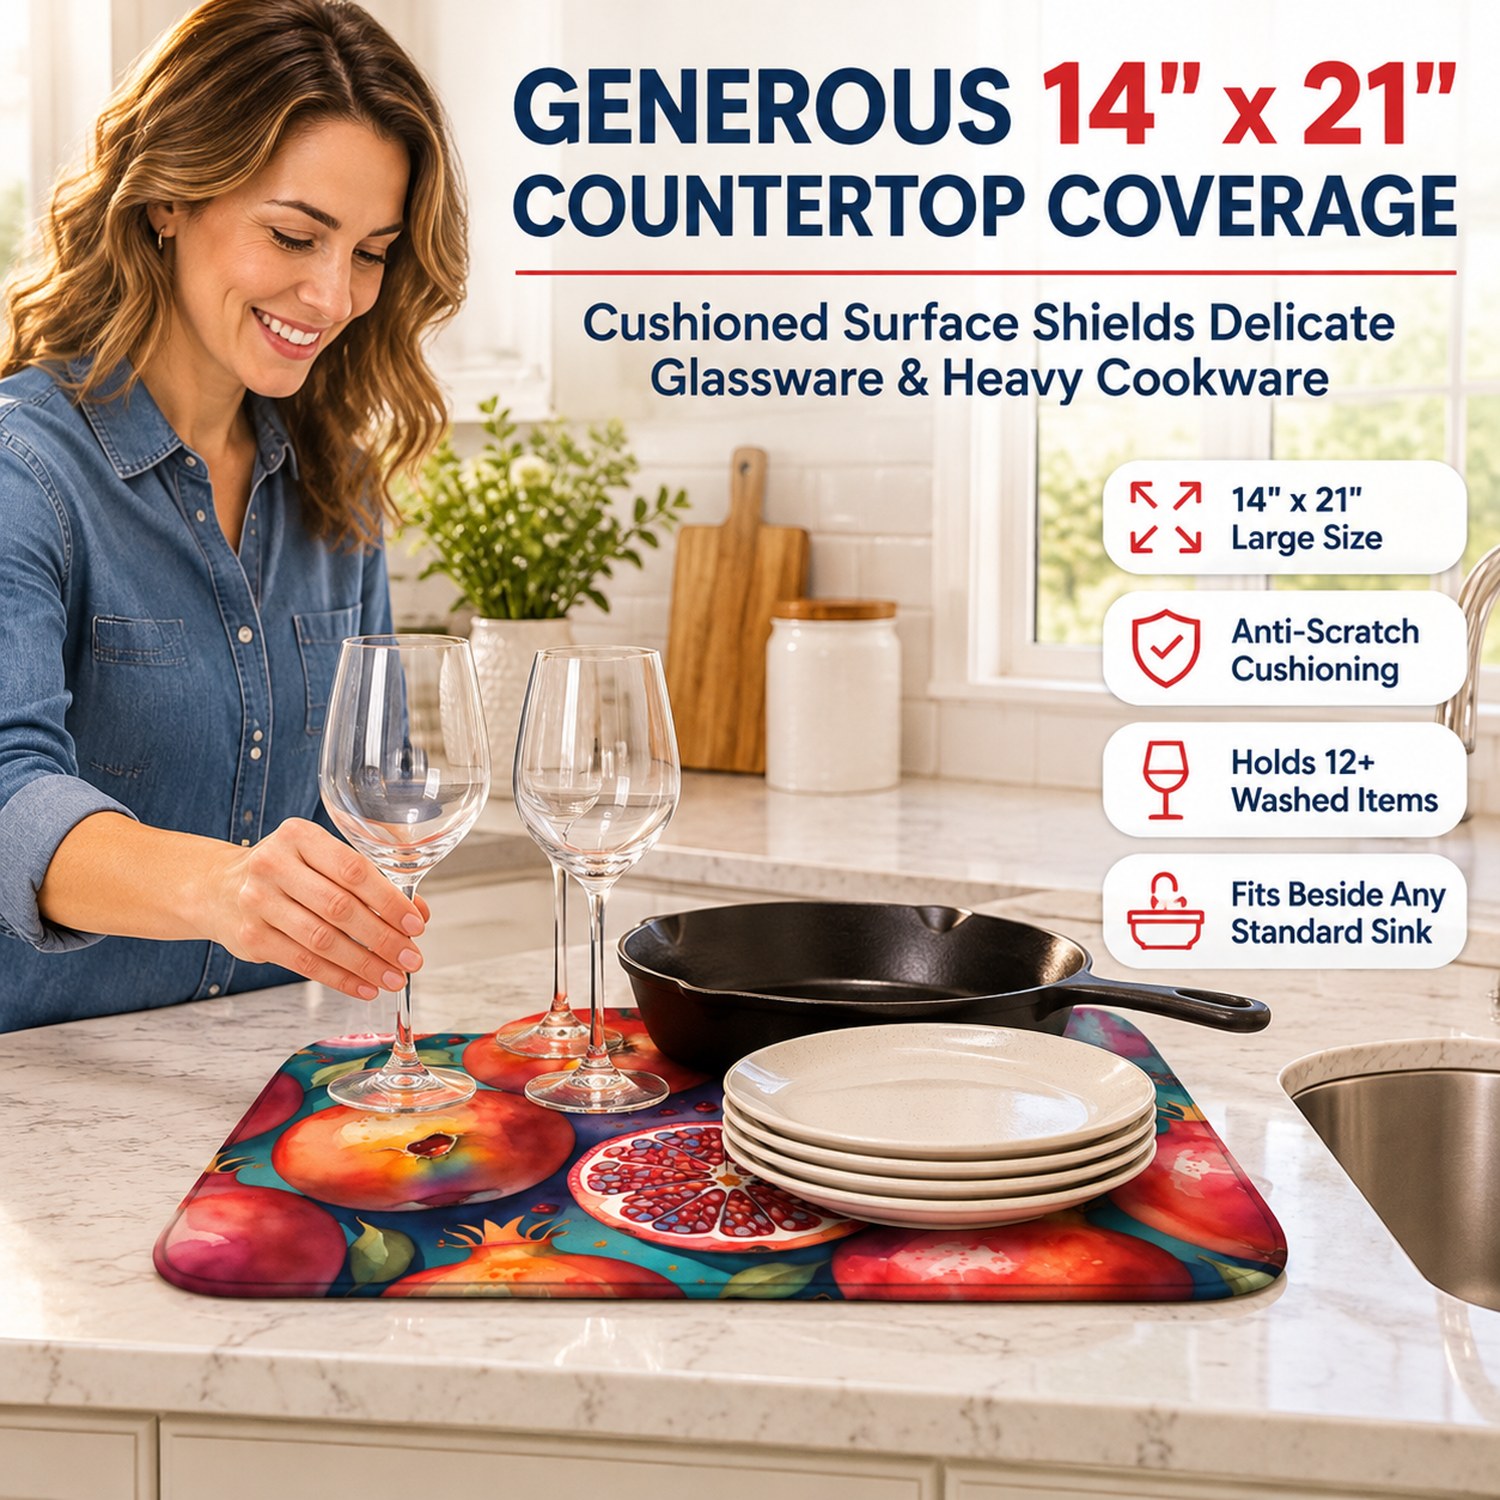 GENEROUS 14" x 21"
COUNTERTOP COVERAGE
Cushioned Surface Shields Delicate
Glassware & Heavy Cookware
14" x 21"
Large Size
Anti-Scratch
Cushioning
Holds 12+
Washed Items
Fits Beside Any
Standard Sink